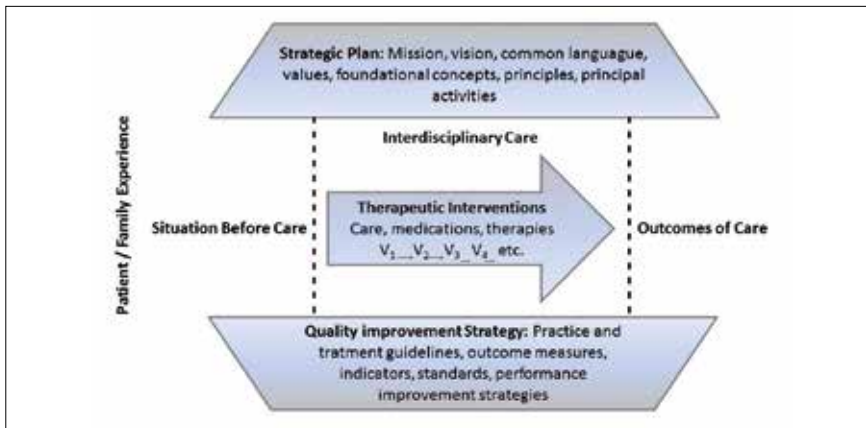 Strategic Plan: Mission, vision, common languague,
values, foundational concepts, principles, principal
activities
Interdisciplinary Care
Patient / Family Experience
Situation Before Care
Therapeutic Interventions
Care, medications, therapies
V1...,V2...,V3... V4... etc.
Outcomes of Care
Quality improvement Strategy: Practice and
tratment guidelines, outcome measures,
indicators, standards, performance
improvement strategies